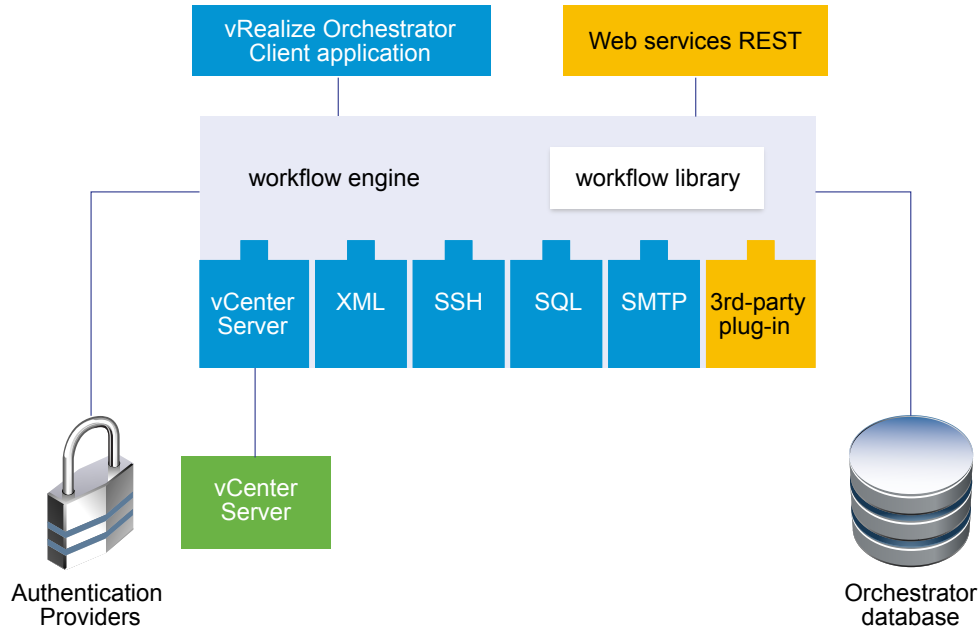 vRealize Orchestrator
Client application
Web services REST
workflow engine
workflow library
vCenter
Server
XML
SSH
SQL
SMTP
3rd-party
plug-in
vCenter
Server
Authentication
Providers
Orchestrator
database